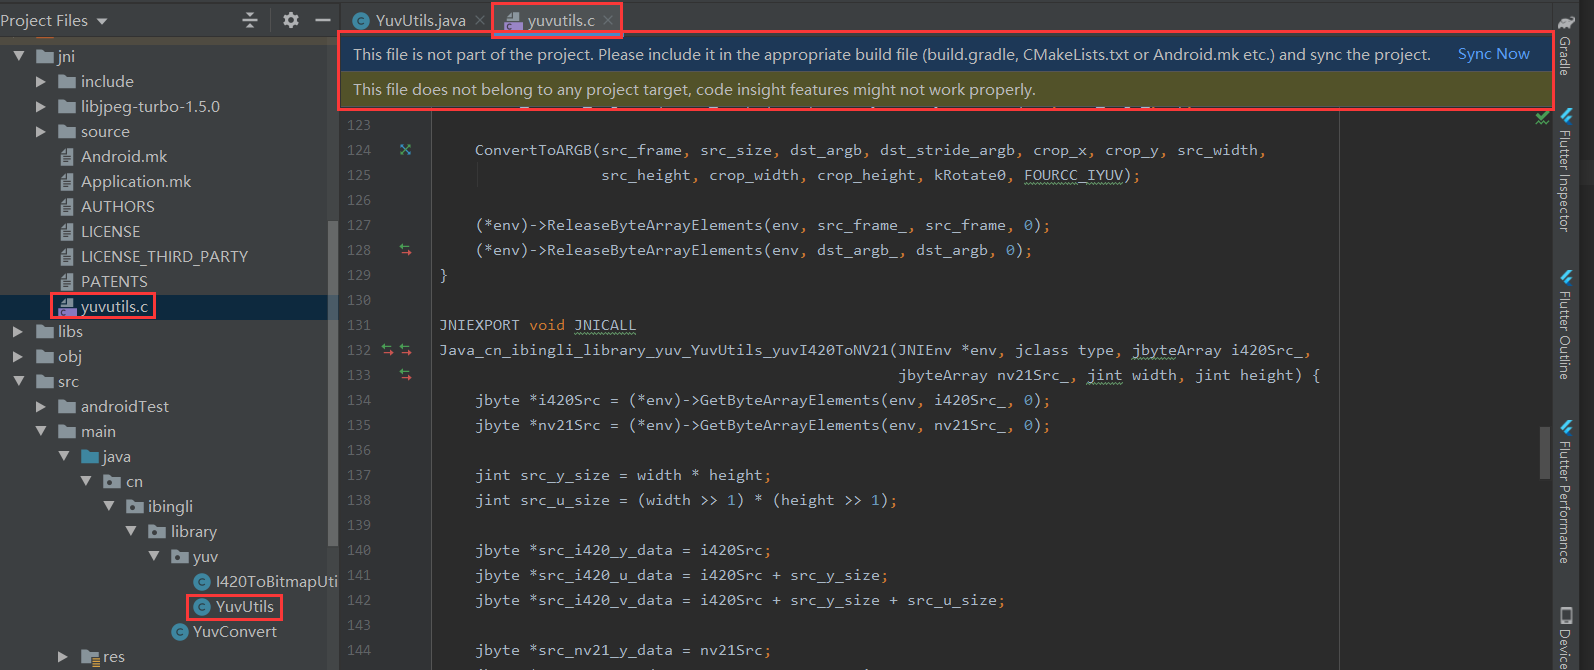 Project Files
YuvUtils.java
yuvutils.c
This file is not part of the project. Please include it in the appropriate build file (build.gradle, CMakeLists.txt or Android.mk etc.) and sync the project. Sync Now
This file does not belong to any project target, code insight features might not work properly.
jni
include
libjpeg-turbo-1.5.0
source
Android.mk
Application.mk
AUTHORS
LICENSE
LICENSE_THIRD_PARTY
PATENTS
yuvutils.c
libs
obj
src
androidTest
main
java
cn
ibingli
library
yuv
I420ToBitmapUti
YuvUtils
YuvConvert
res
123
124 ConvertToARGB(src_frame, src_size, dst_argb, dst_stride_argb, crop_x, crop_y, src_width,
125 src_height, crop_width, crop_height, kRotate0, FOURCC_IYUV);
126
127 (*env)->ReleaseByteArrayElements(env, src_frame_, src_frame, 0);
128 (*env)->ReleaseByteArrayElements(env, dst_argb_, dst_argb, 0);
129 }
130
131 JNIEXPORT void JNICALL
132 Java_cn_ibingli_library_yuv_YuvUtils_yuvI420ToNV21(JNIEnv *env, jclass type, jbyteArray i420Src_,
133 jbyteArray nv21Src_, jint width, jint height) {
134 jbyte *i420Src = (*env)->GetByteArrayElements(env, i420Src_, 0);
135 jbyte *nv21Src = (*env)->GetByteArrayElements(env, nv21Src_, 0);
136
137 jint src_y_size = width * height;
138 jint src_u_size = (width >> 1) * (height >> 1);
139
140 jbyte *src_i420_y_data = i420Src;
141 jbyte *src_i420_u_data = i420Src + src_y_size;
142 jbyte *src_i420_v_data = i420Src + src_y_size + src_u_size;
143
144 jbyte *src_nv21_y_data = nv21Src;
Gradle
Flutter Inspector
Flutter Outline
Flutter Performance
Device